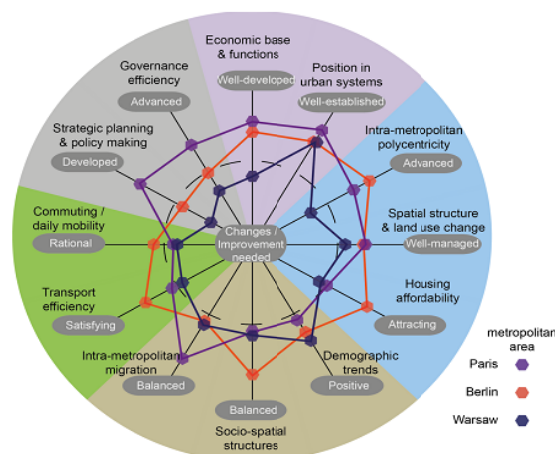 Economic base
& functions
Well-developed
Position in
urban systems
Well-established
Intra-metropolitan
polycentricity
Advanced
Spatial structure
& land use change
Well-managed
Housing
affordability
Attracting
Demographic
trends
Positive
Balanced
Socio-spatial
structures
Intra-metropolitan
migration
Balanced
Transport
efficiency
Satisfying
Commuting /
daily mobility
Rational
Strategic planning
& policy making
Developed
Governance
efficiency
Advanced
Changes /
Improvement
needed
metropolitan
area
Paris
Berlin
Warsaw